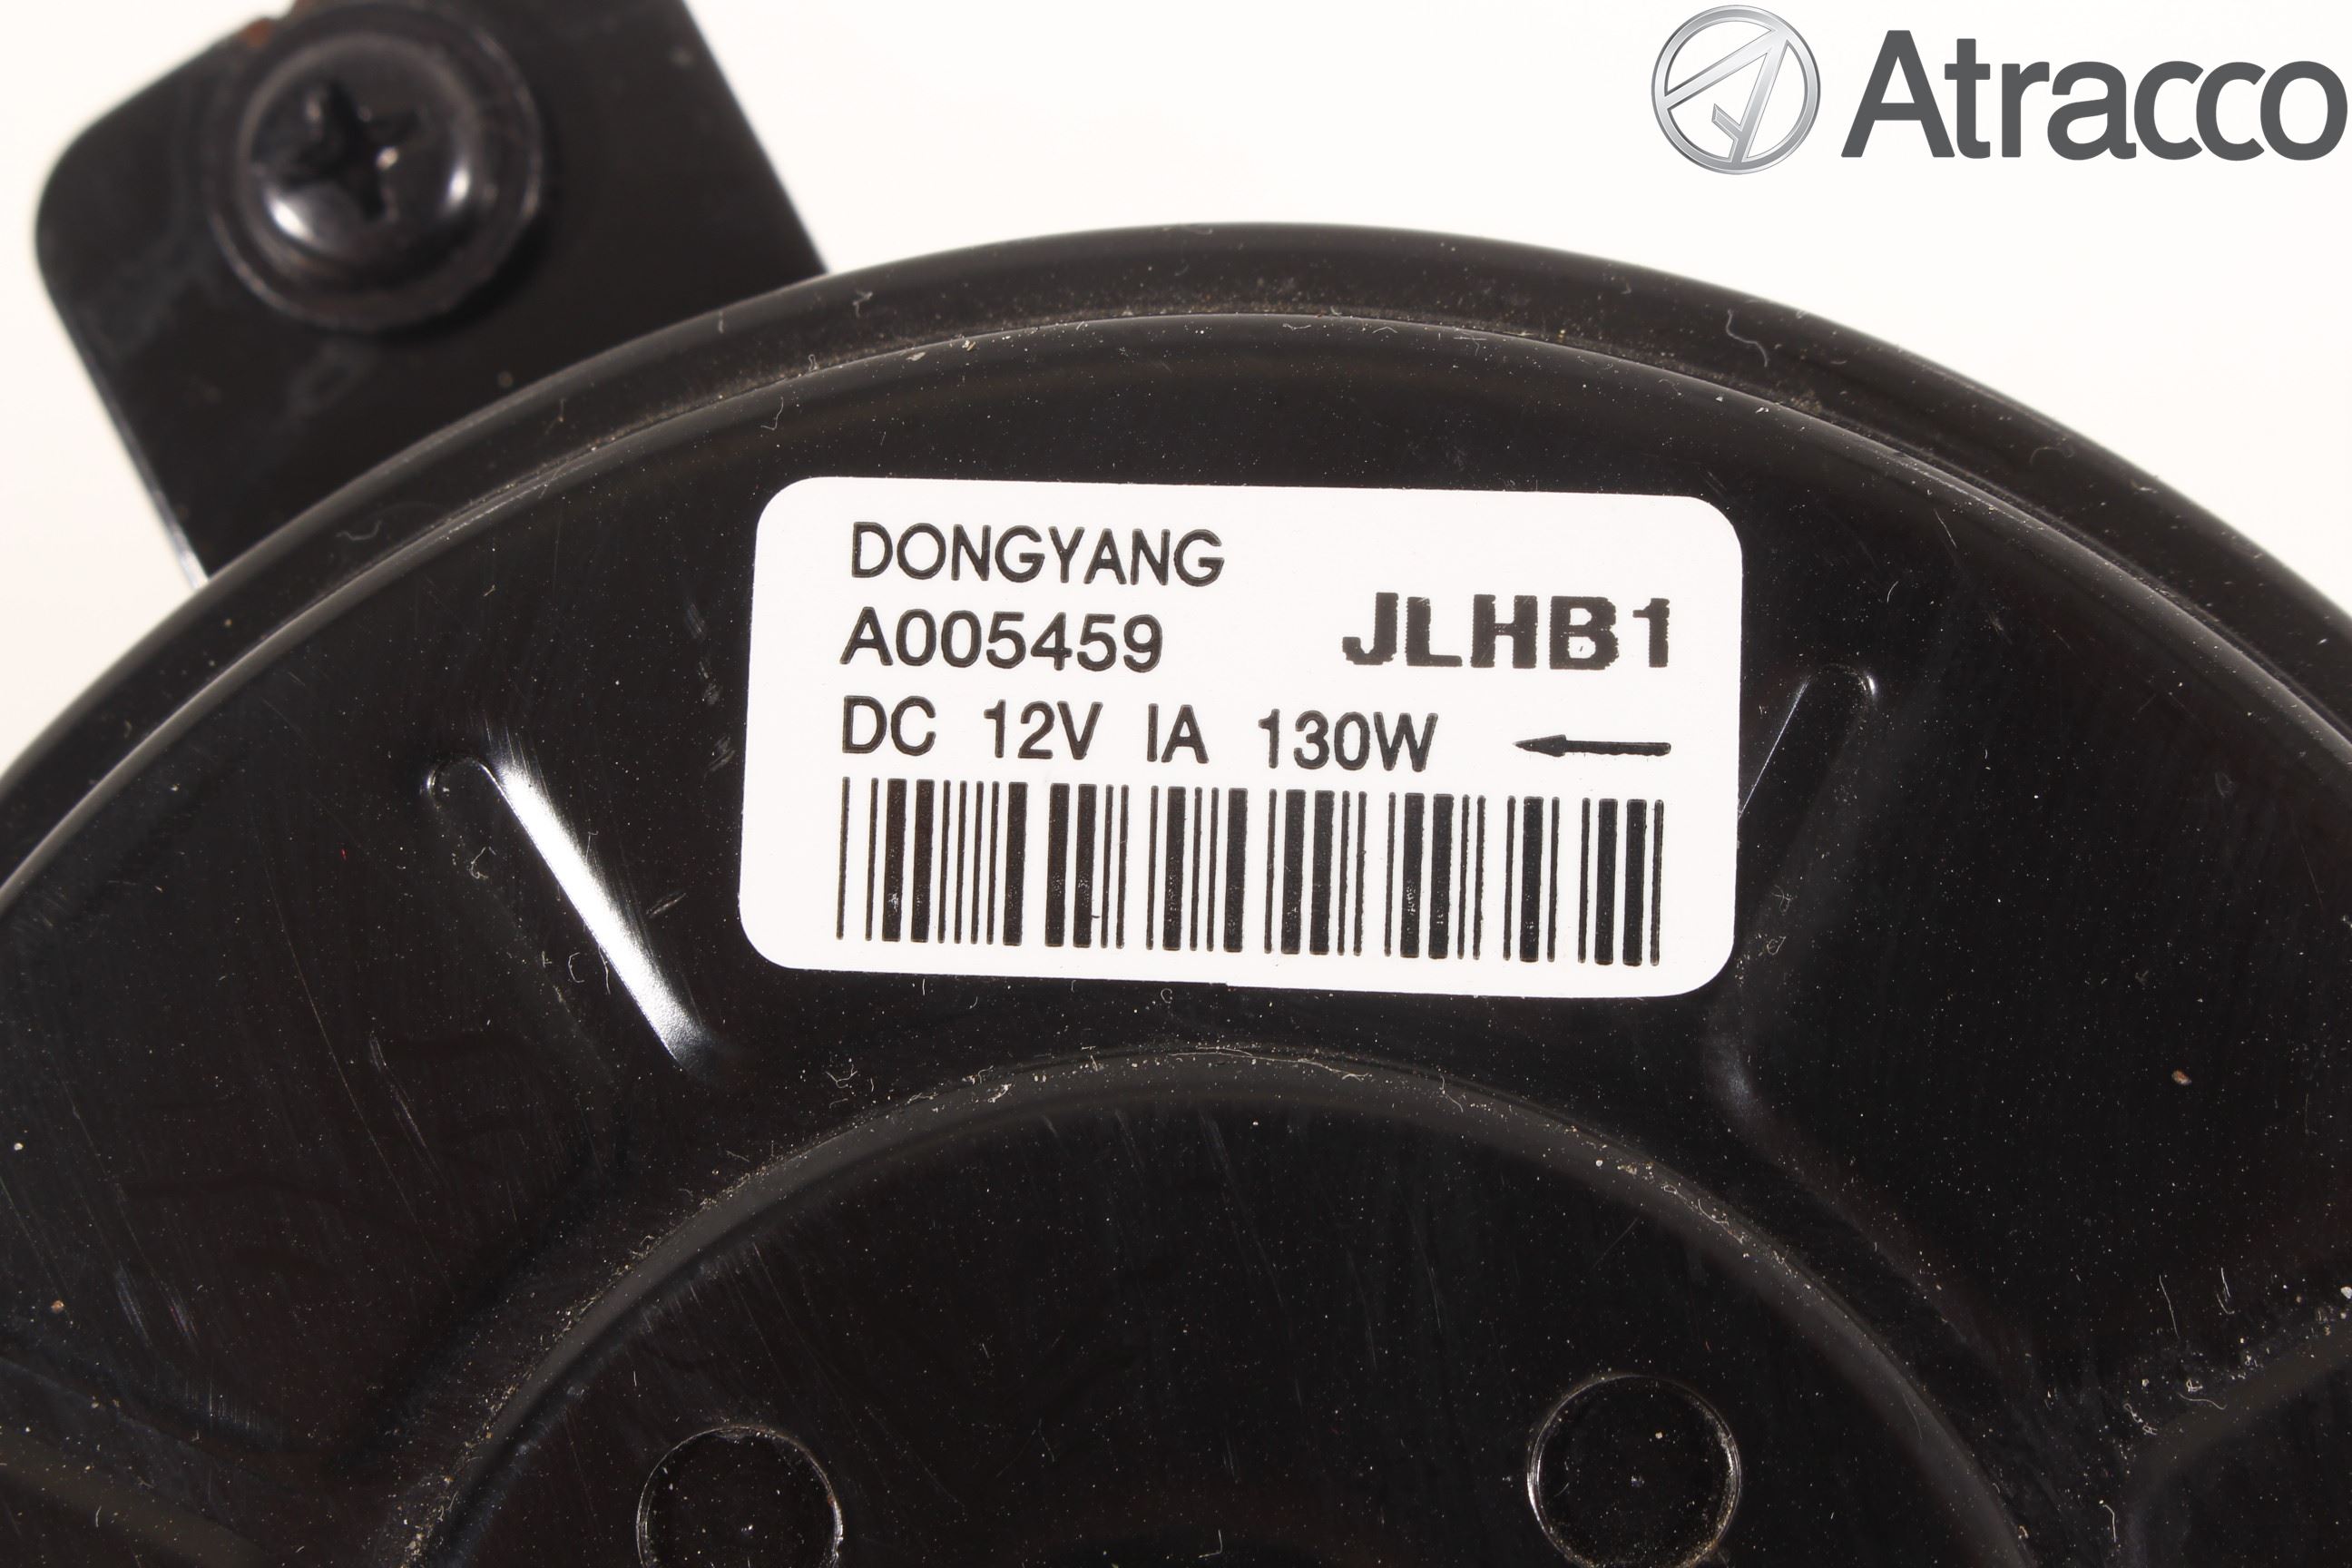 Atracco
DONGYANG
A005459 JLHB1
DC 12V IA 130W